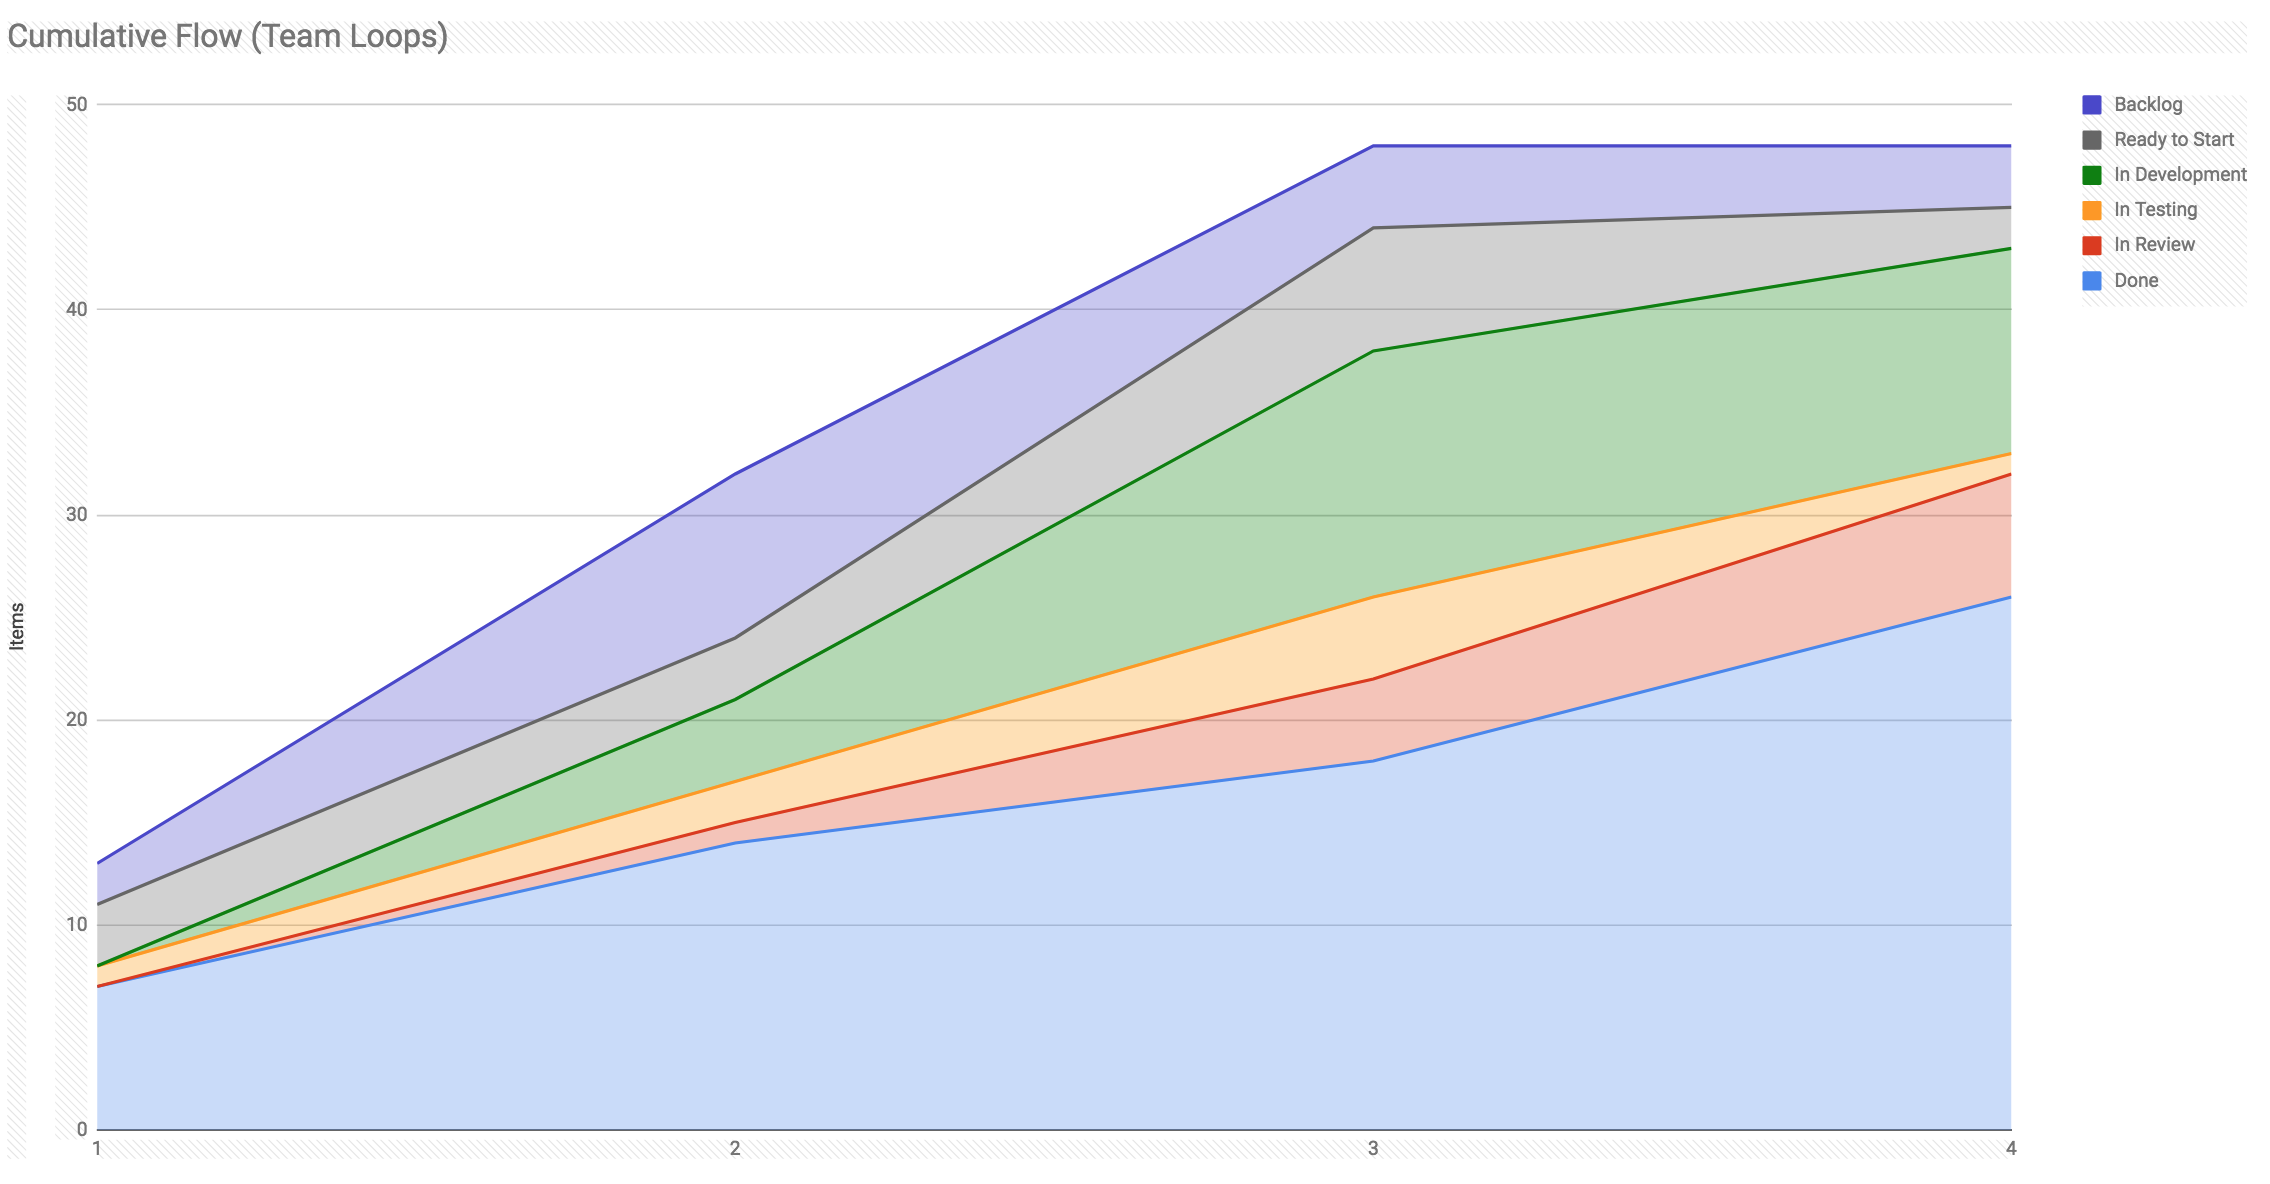 Cumulative Flow (Team Loops)
50
40
30
20
10
0
Items
1 2 3 4
Backlog
Ready to Start
In Development
In Testing
In Review
Done